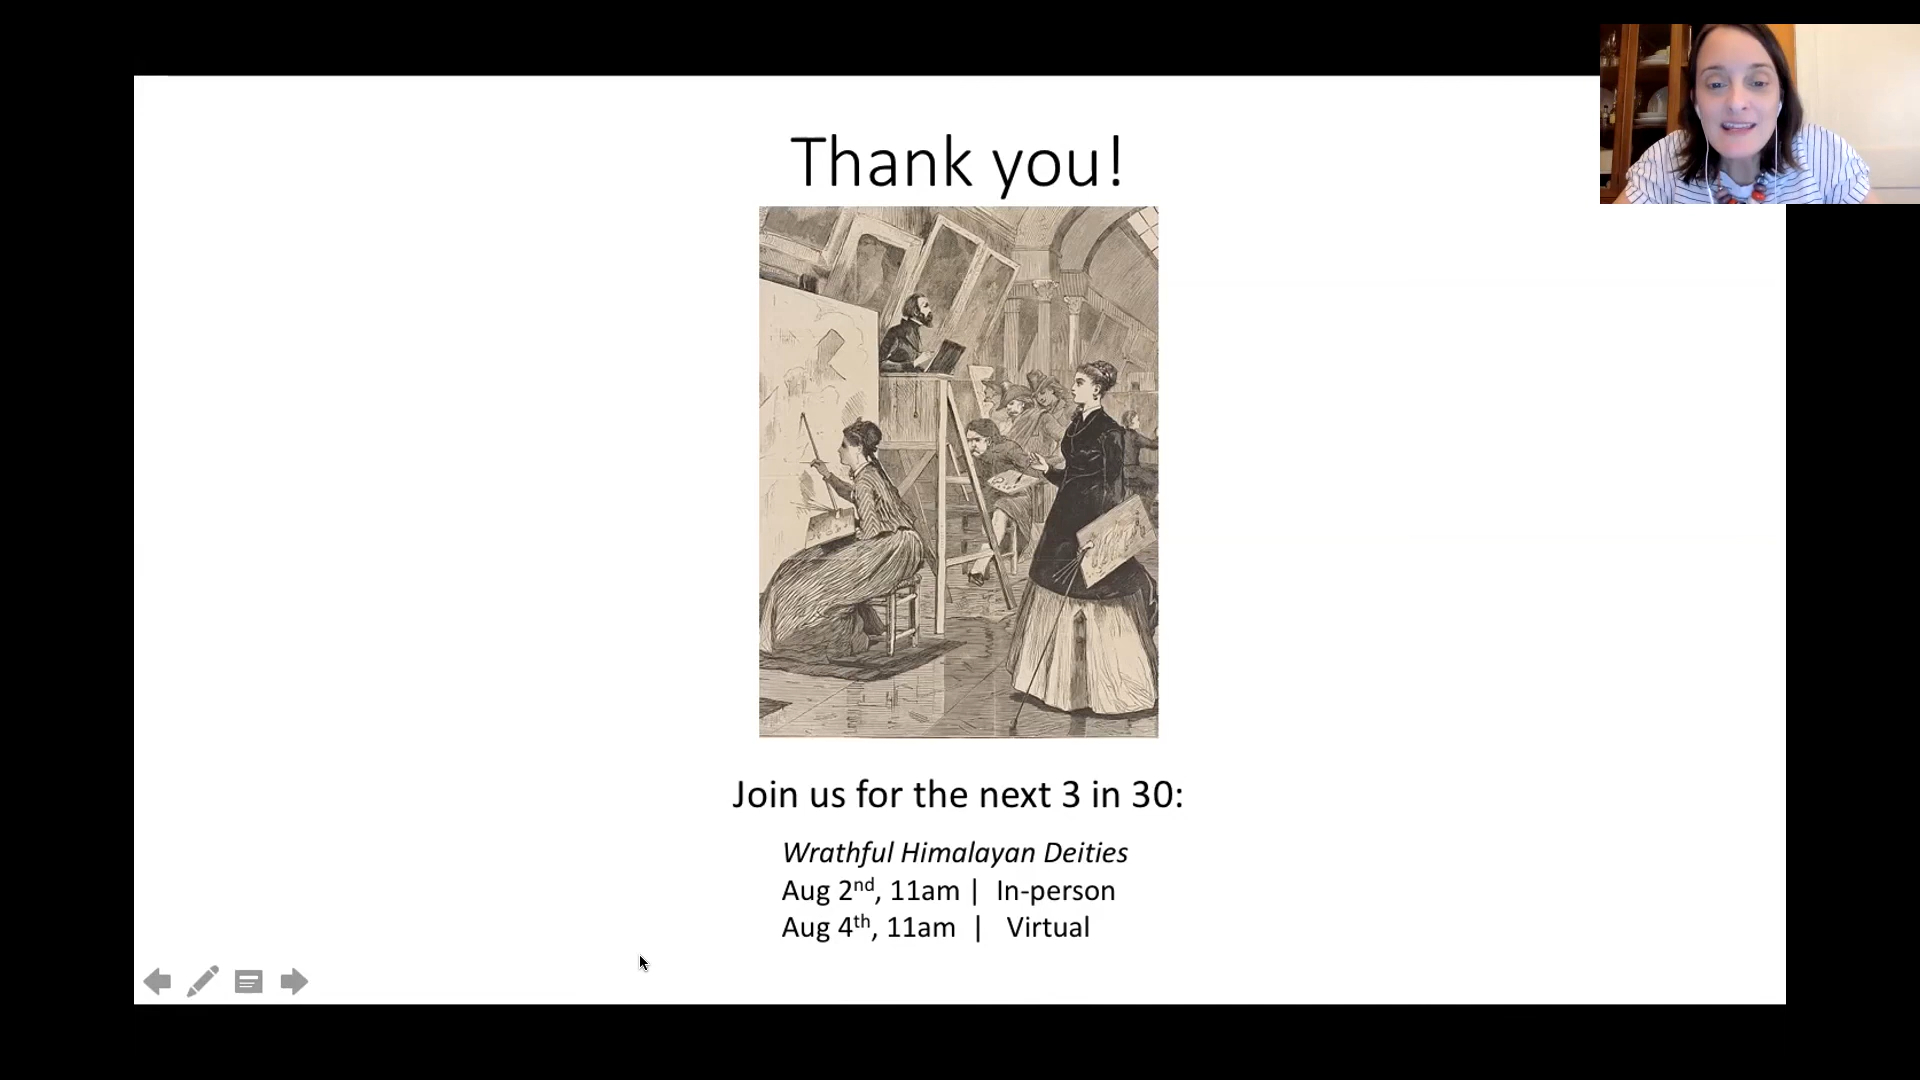 Thank you!
Join us for the next 3 in 30:
Wrathful Himalayan Deities
Aug 2nd, 11am | In-person
Aug 4th, 11am | Virtual